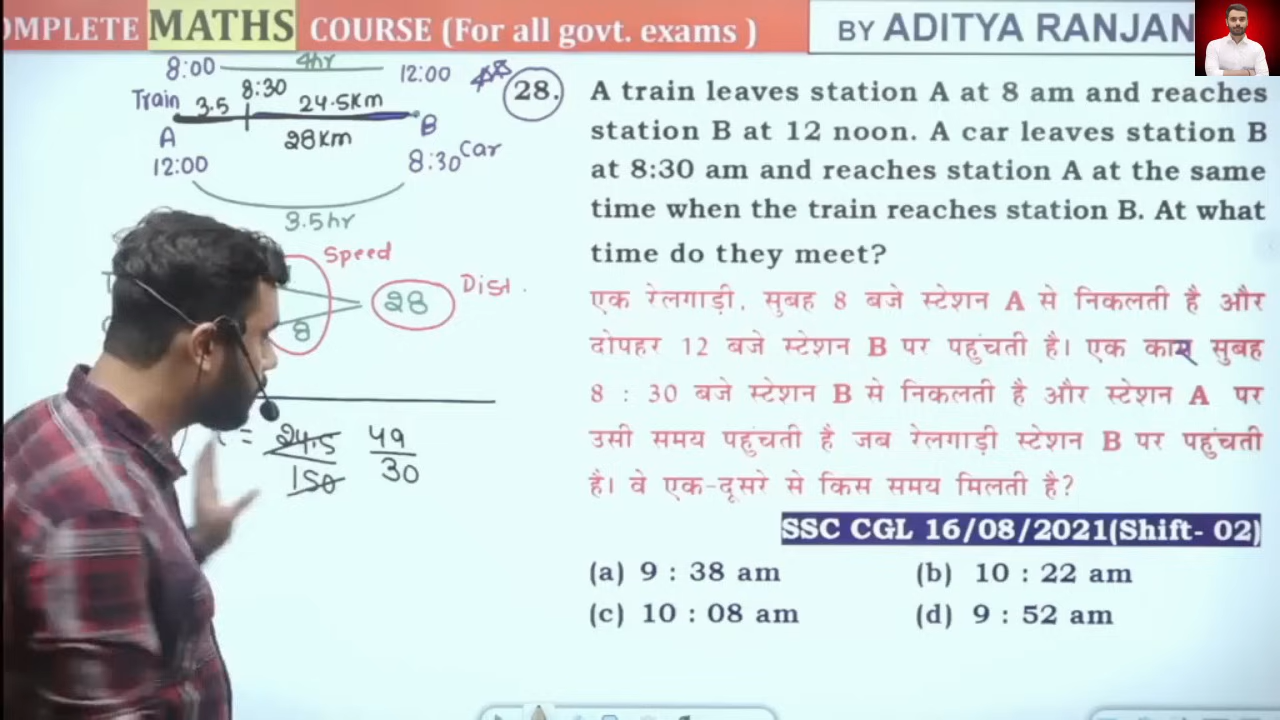 OMPLETE MATHS COURSE (For all govt. exams )
BY ADITYA RANJAN
8:00 4hr 12:00
Train 3.5 8:30 24.5Km
A 28Km B
12:00 8:30 Car
3.5hr
Speed
28 Dist.
8
= 24.5 49
150 30
28. A train leaves station A at 8 am and reaches
station B at 12 noon. A car leaves station B
at 8:30 am and reaches station A at the same
time when the train reaches station B. At what
time do they meet?
एक रेलगाड़ी, सुबह 8 बजे स्टेशन A से निकलती है और
दोपहर 12 बजे स्टेशन B पर पहुंचती है। एक कार सुबह
8 : 30 बजे स्टेशन B से निकलती है और स्टेशन A पर
उसी समय पहुंचती है जब रेलगाड़ी स्टेशन B पर पहुंचती
है। वे एक-दूसरे से किस समय मिलती है?
SSC CGL 16/08/2021(Shift- 02)
(a) 9 : 38 am (b) 10 : 22 am
(c) 10 : 08 am (d) 9 : 52 am